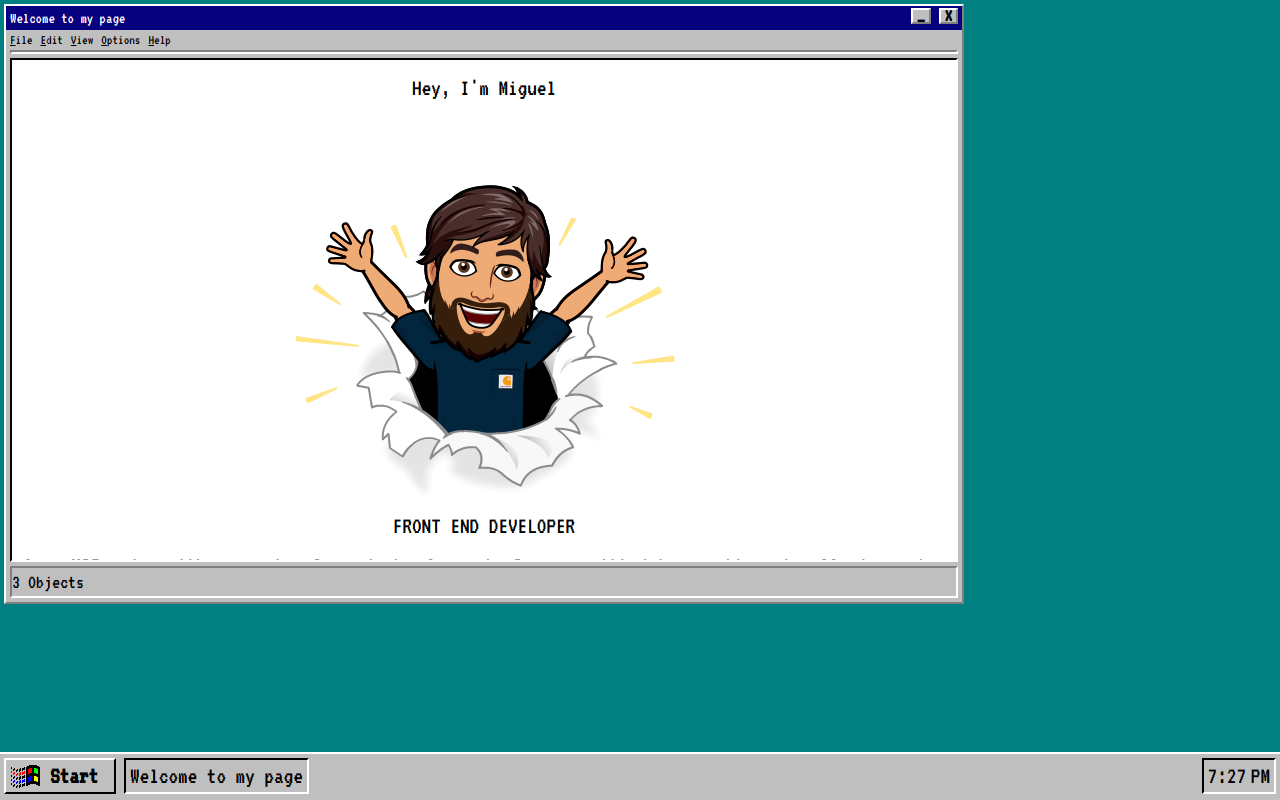 Welcome to my page
X
File Edit View Options Help
Hey, I'm Miguel
FRONT END DEVELOPER
3 Objects
Start
Welcome to my page
7:27 PM